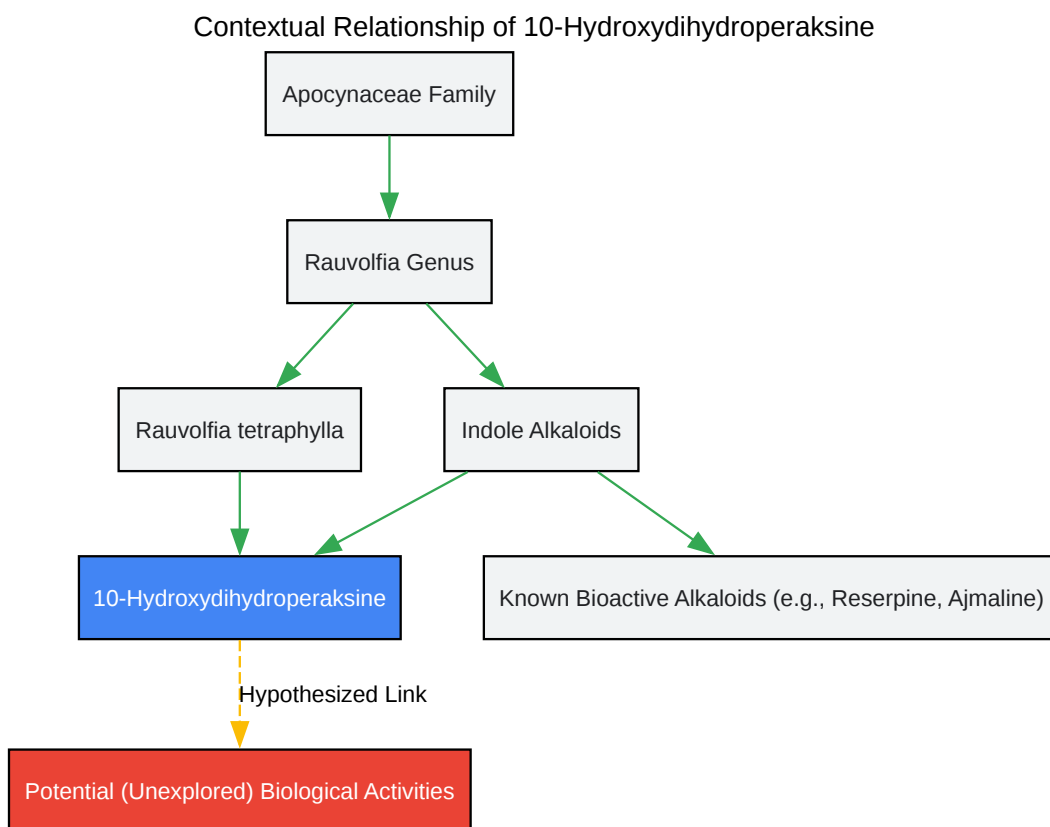 Contextual Relationship of 10-Hydroxydihydroperaksine
Apocynaceae Family
Rauvolfia Genus
Rauvolfia tetraphylla
Indole Alkaloids
10-Hydroxydihydroperaksine
Known Bioactive Alkaloids (e.g., Reserpine, Ajmaline)
Hypothesized Link
Potential (Unexplored) Biological Activities